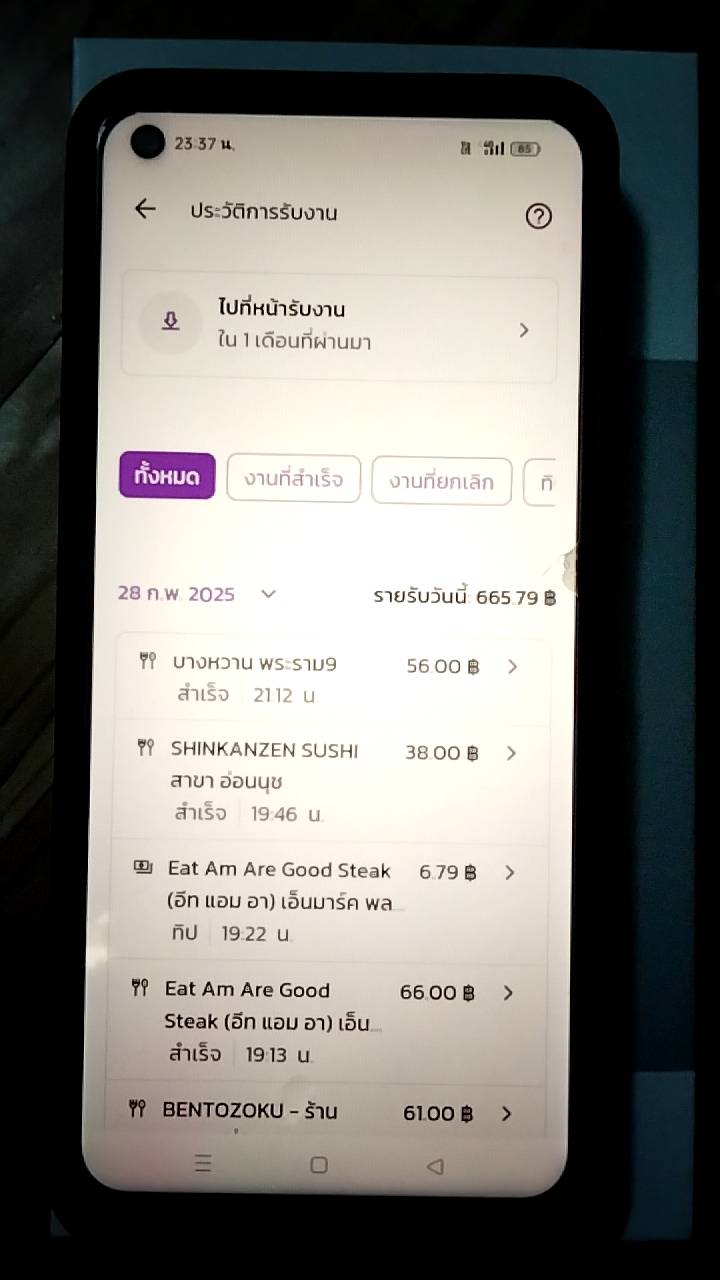 23:37 น.
85
ประวัติการรับงาน
ไปที่หน้ารับงาน
ใน 1 เดือนที่ผ่านมา
ทั้งหมด งานที่สำเร็จ งานที่ยกเลิก ทิ
28 ก.พ. 2025 รายรับวันนี้: 665.79 ฿
บางหวาน พระราม9 56.00 ฿
สำเร็จ 21:12 น.
SHINKANZEN SUSHI 38.00 ฿
สาขา อ่อนนุช
สำเร็จ 19:46 น.
Eat Am Are Good Steak 6.79 ฿
(อีท แอม อา) เอ็นมาร์ค พล...
ทิป 19:22 น.
Eat Am Are Good 66.00 ฿
Steak (อีท แอม อา) เอ็น...
สำเร็จ 19:13 น.
BENTOZOKU - ร้าน 61.00 ฿